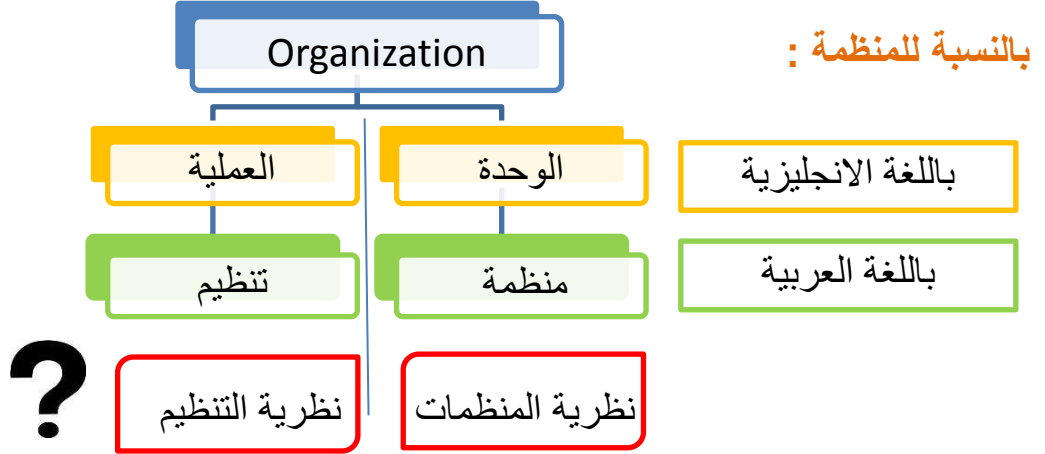 بالنسبة للمنظمة :
Organization
باللغة الانجليزية
الوحدة
العملية
باللغة العربية
منظمة
تنظيم
نظرية المنظمات
نظرية التنظيم
?